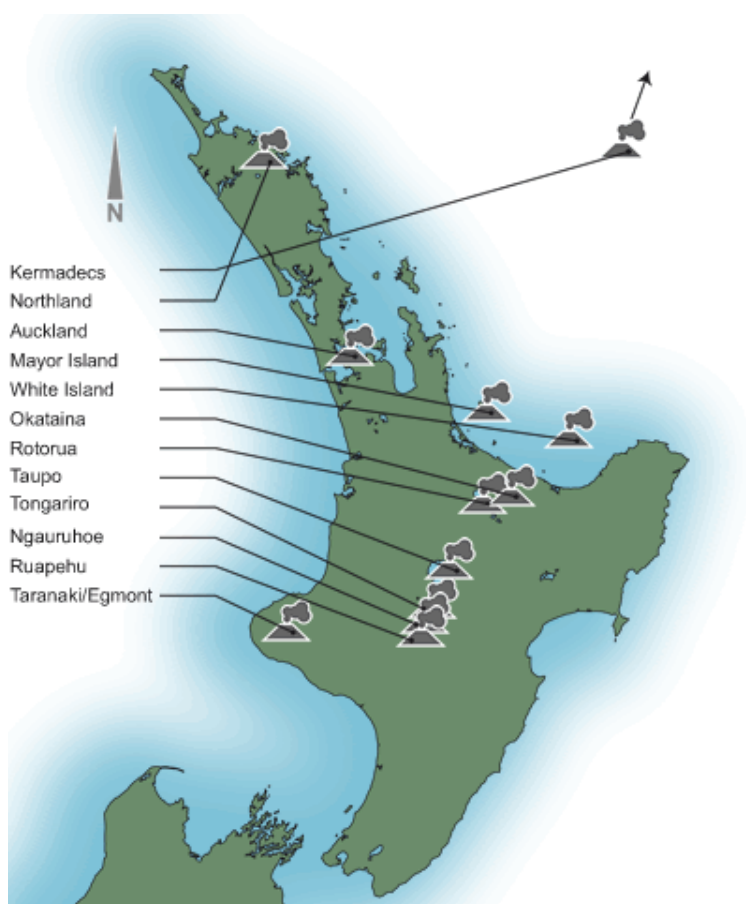 N
Kermadecs
Northland
Auckland
Mayor Island
White Island
Okataina
Rotorua
Taupo
Tongariro
Ngauruhoe
Ruapehu
Taranaki/Egmont